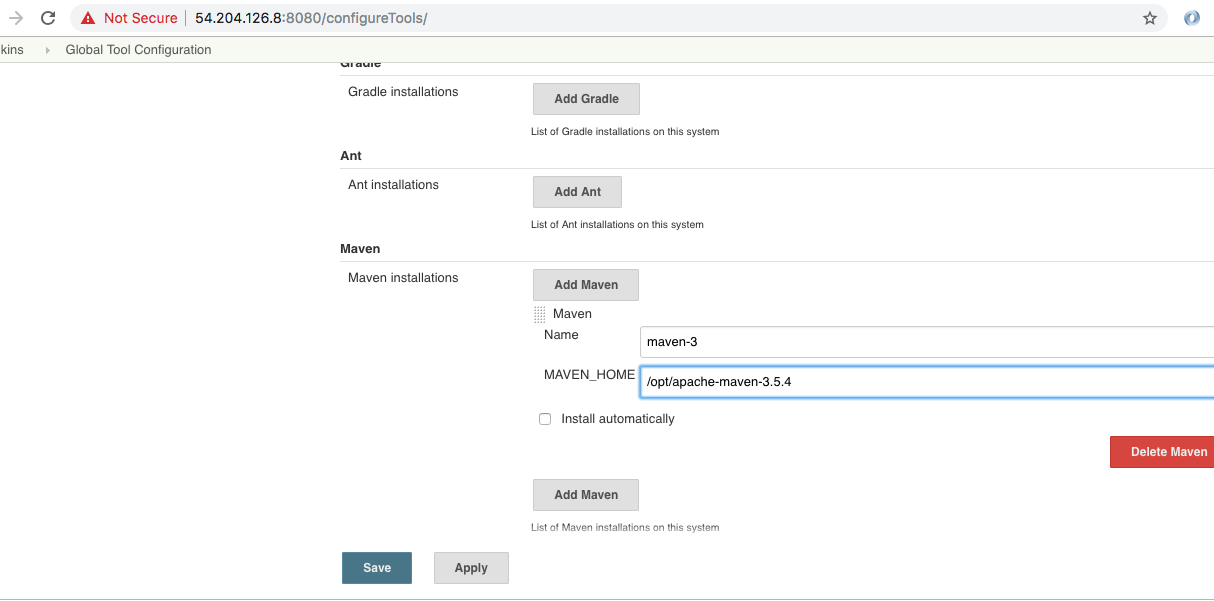 Not Secure 54.204.126.8:8080/configureTools/
kins Global Tool Configuration
Gradle
Gradle installations Add Gradle
List of Gradle installations on this system
Ant
Ant installations Add Ant
List of Ant installations on this system
Maven
Maven installations Add Maven
Maven
Name maven-3
MAVEN_HOME /opt/apache-maven-3.5.4
Install automatically
Delete Maven
Add Maven
List of Maven installations on this system
Save Apply